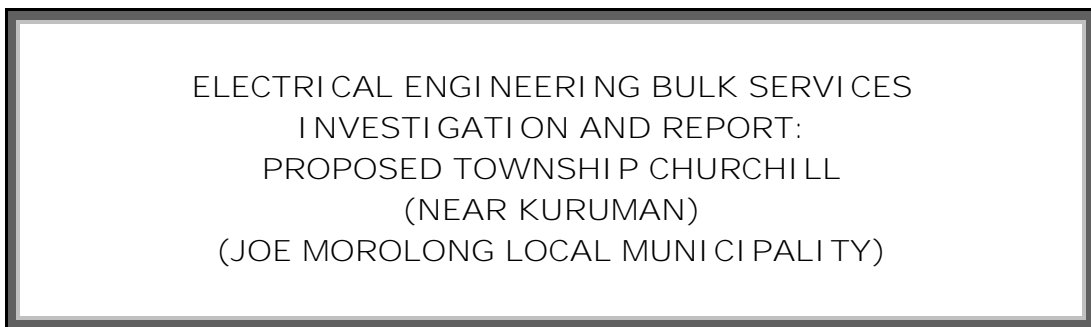 ELECTRICAL ENGINEERING BULK SERVICES
INVESTIGATION AND REPORT:
PROPOSED TOWNSHIP CHURCHILL
(NEAR KURUMAN)
(JOE MOROLONG LOCAL MUNICIPALITY)